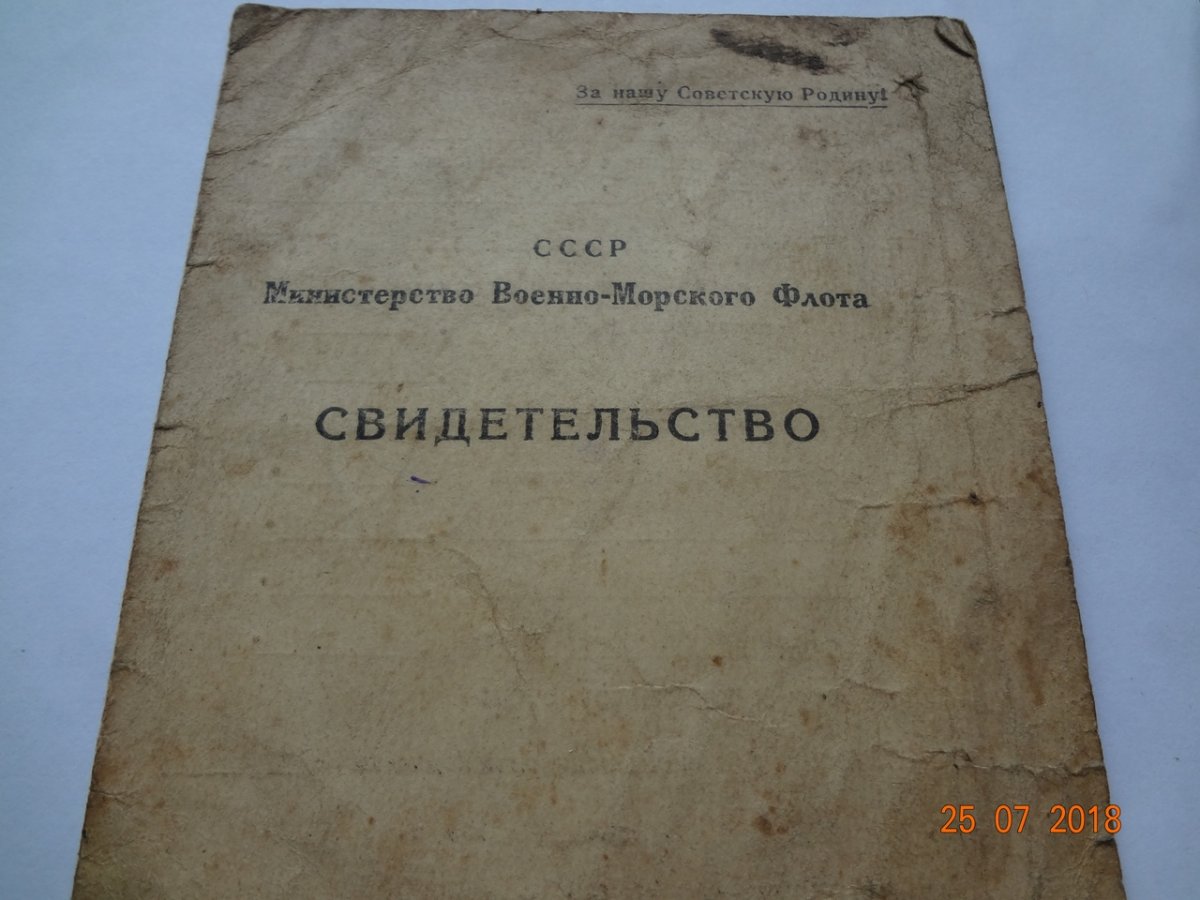 За нашу Советскую Родину!
СССР
Министерство Военно-Морского Флота
СВИДЕТЕЛЬСТВО
25 07 2018